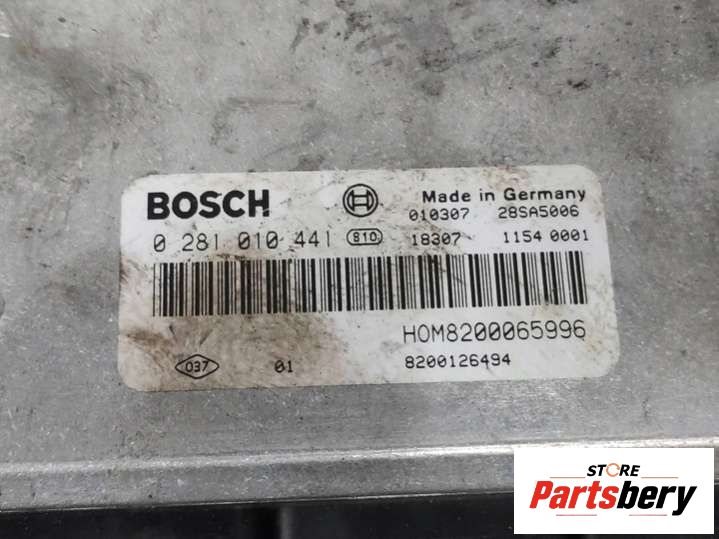 BOSCH
Made in Germany
010307 28SA5006
0 281 010 441 810 18307 1154 0001
HOM8200065996
037 01 8200126494
STORE
Partsbery